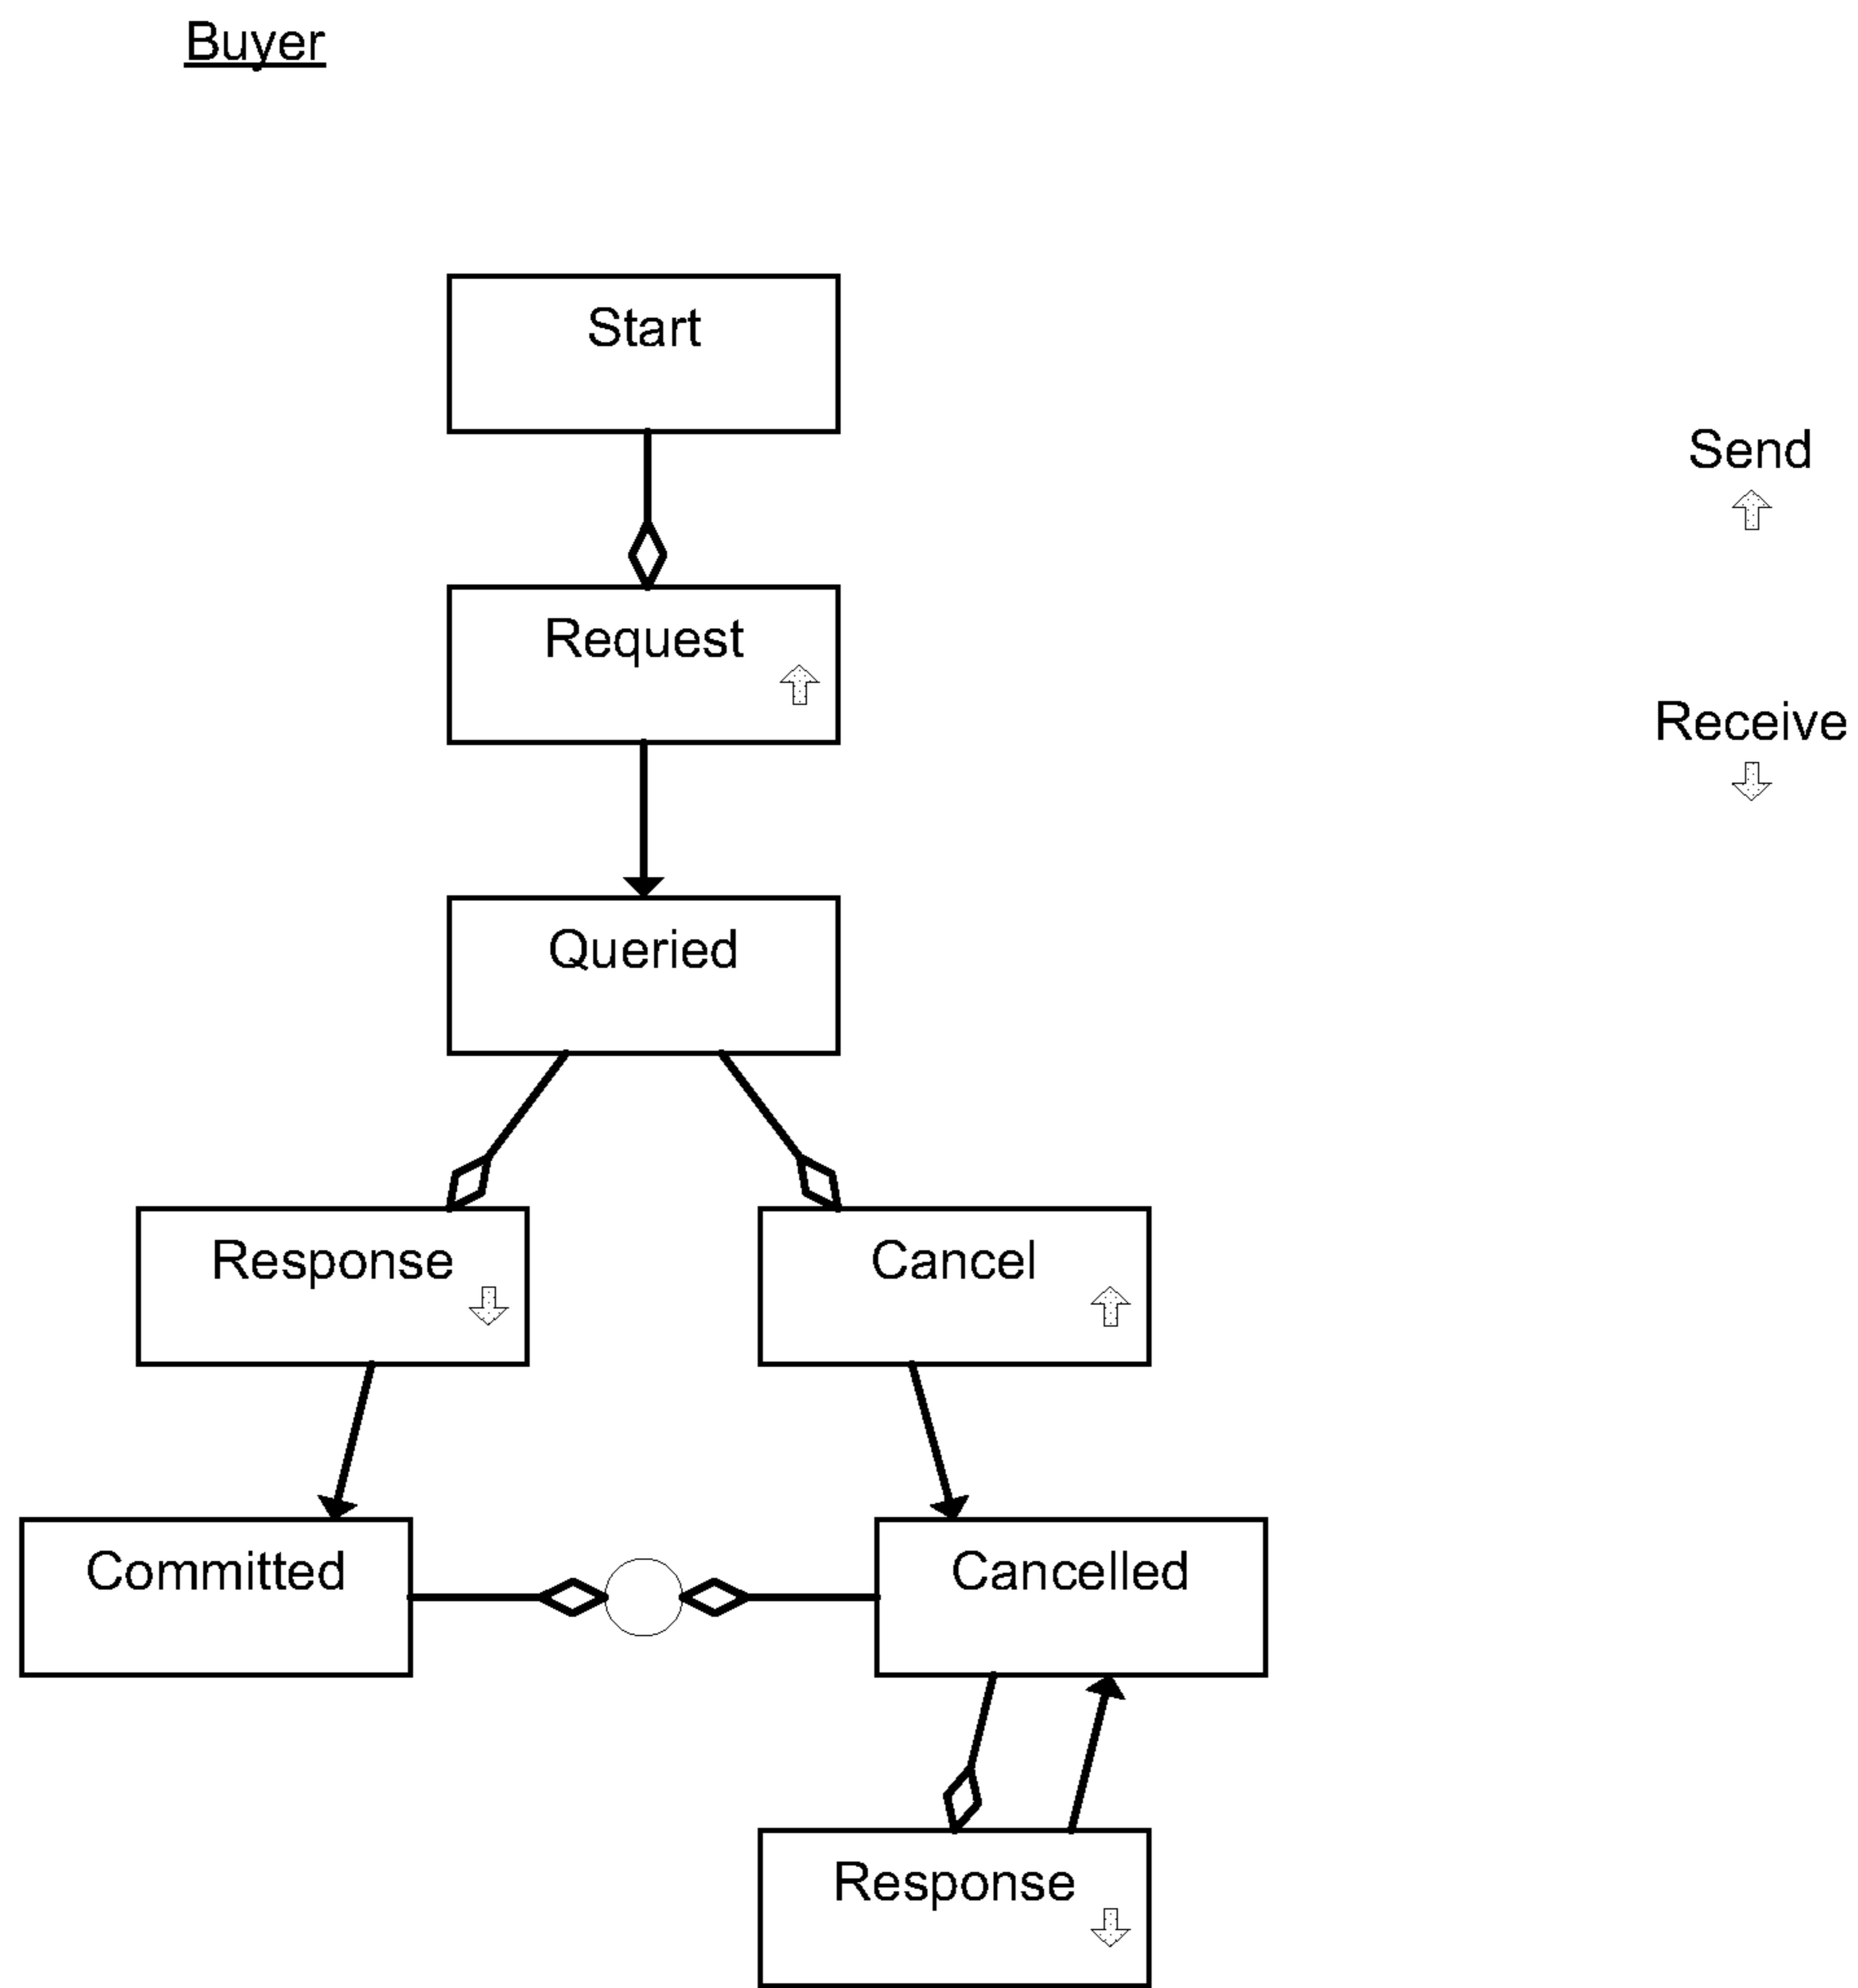 Buyer
Start
Send
Request
Receive
Queried
Response
Cancel
Committed
Cancelled
Response